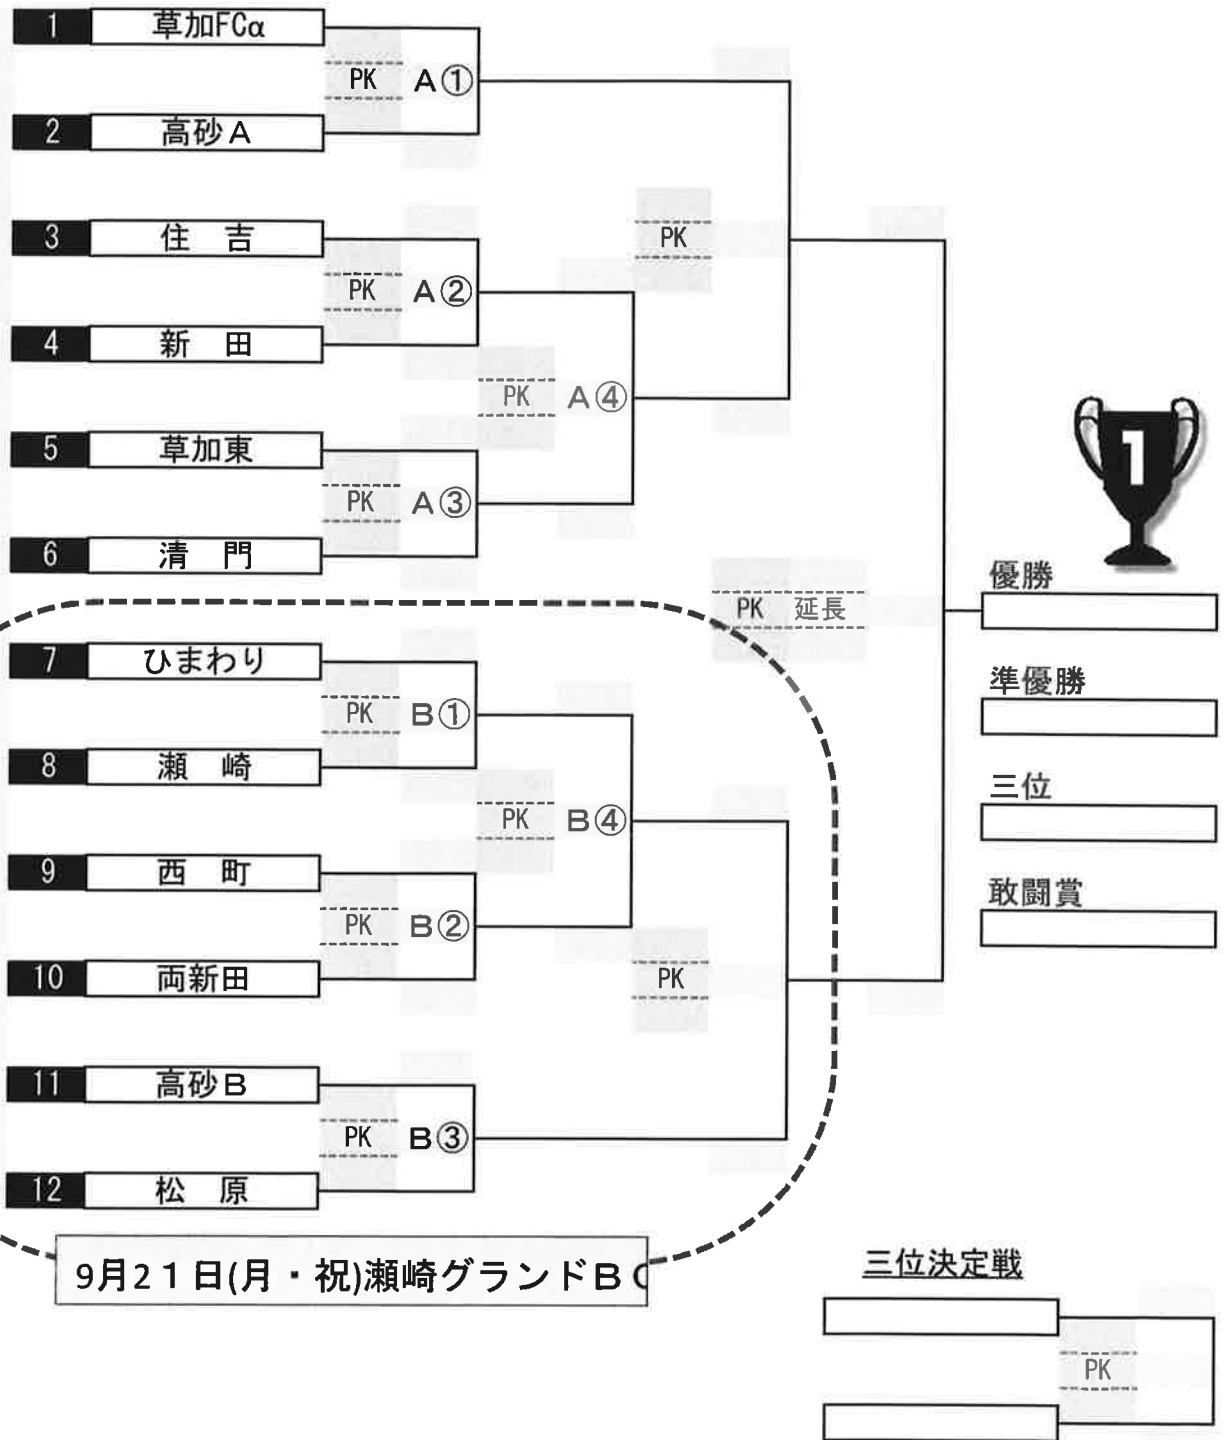 1 草加FCα
PK A①
2 高砂A
PK
3 住 吉
PK A②
4 新 田
PK A④
5 草加東
PK A③
6 清 門
1
優勝
PK 延長
7 ひまわり
準優勝
PK B①
8 瀬 崎
三位
PK B④
9 西 町
敢闘賞
PK B②
10 両新田
PK
11 高砂B
PK B③
12 松 原
9月21日(月・祝)瀬崎グランドB
三位決定戦
PK